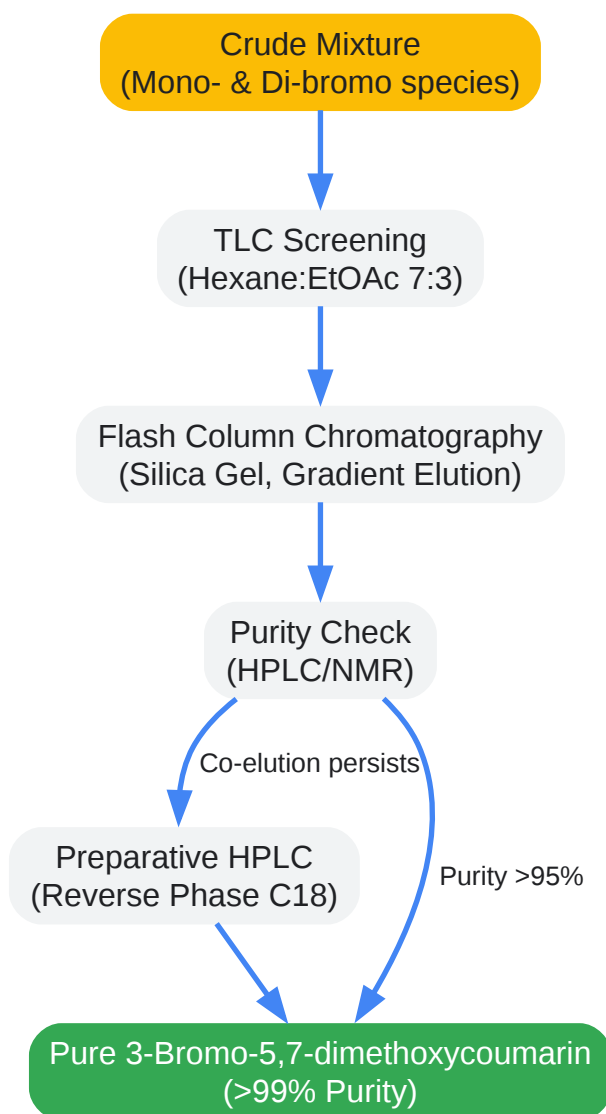 Crude Mixture
(Mono- & Di-bromo species)
TLC Screening
(Hexane:EtOAc 7:3)
Flash Column Chromatography
(Silica Gel, Gradient Elution)
Purity Check
(HPLC/NMR)
Co-elution persists
Preparative HPLC
(Reverse Phase C18)
Purity >95%
Pure 3-Bromo-5,7-dimethoxycoumarin
(>99% Purity)